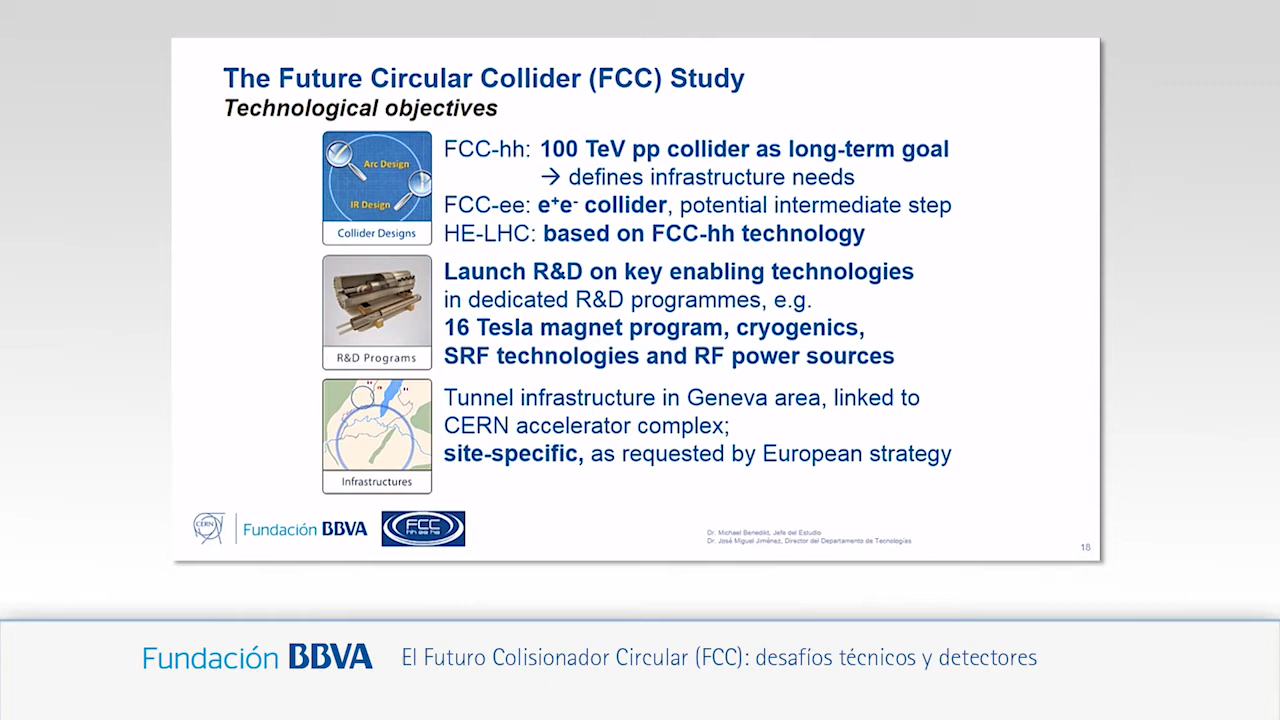 The Future Circular Collider (FCC) Study
Technological objectives
Arc Design
IR Design
Collider Designs
FCC-hh: 100 TeV pp collider as long-term goal
→ defines infrastructure needs
FCC-ee: e⁺e⁻ collider, potential intermediate step
HE-LHC: based on FCC-hh technology
R&D Programs
Launch R&D on key enabling technologies
in dedicated R&D programmes, e.g.
16 Tesla magnet program, cryogenics,
SRF technologies and RF power sources
Infrastructures
Tunnel infrastructure in Geneva area, linked to
CERN accelerator complex;
site-specific, as requested by European strategy
CERN
Fundación BBVA
FCC
hh ee he
Dr. Michael Benedikt, Jefe del Estudio
Dr. José Miguel Jiménez, Director del Departamento de Tecnologías
18
Fundación BBVA
El Futuro Colisionador Circular (FCC): desafíos técnicos y detectores